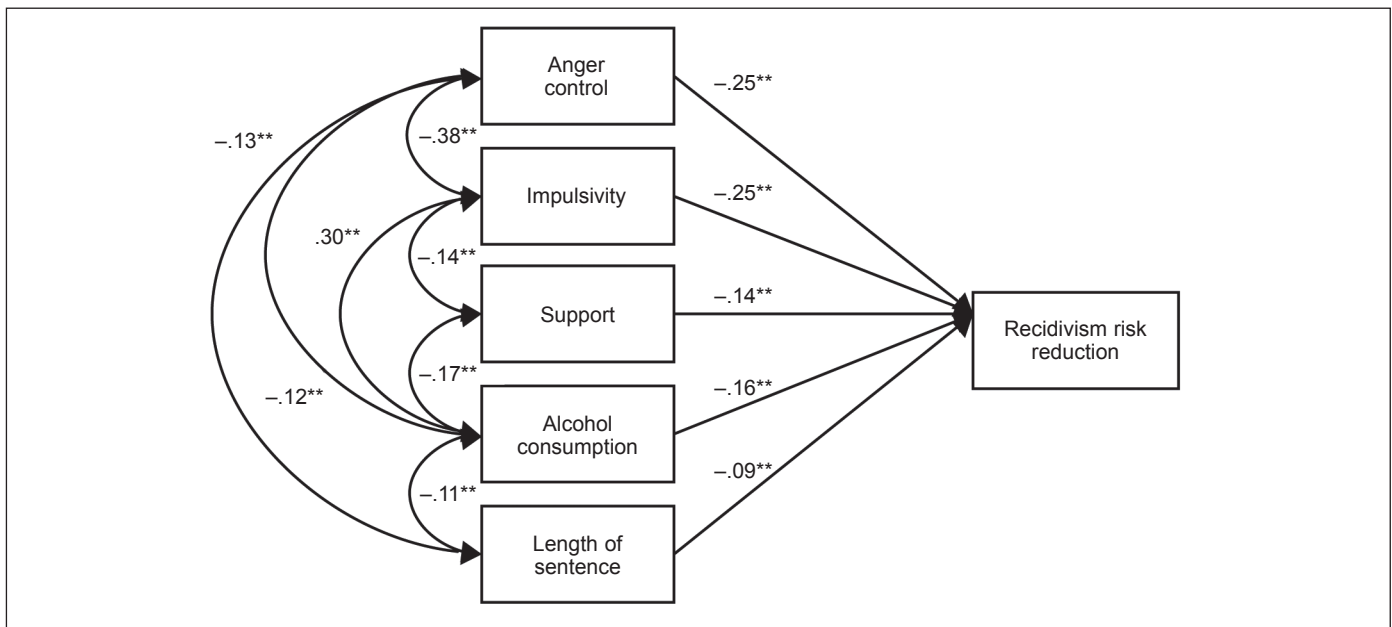 Anger
control
–.25**
–.13**
–.38**
Impulsivity
–.25**
.30**
–.14**
Support
–.14**
–.17**
–.12**
Alcohol
consumption
–.16**
–.11**
Length of
sentence
–.09**
Recidivism risk
reduction